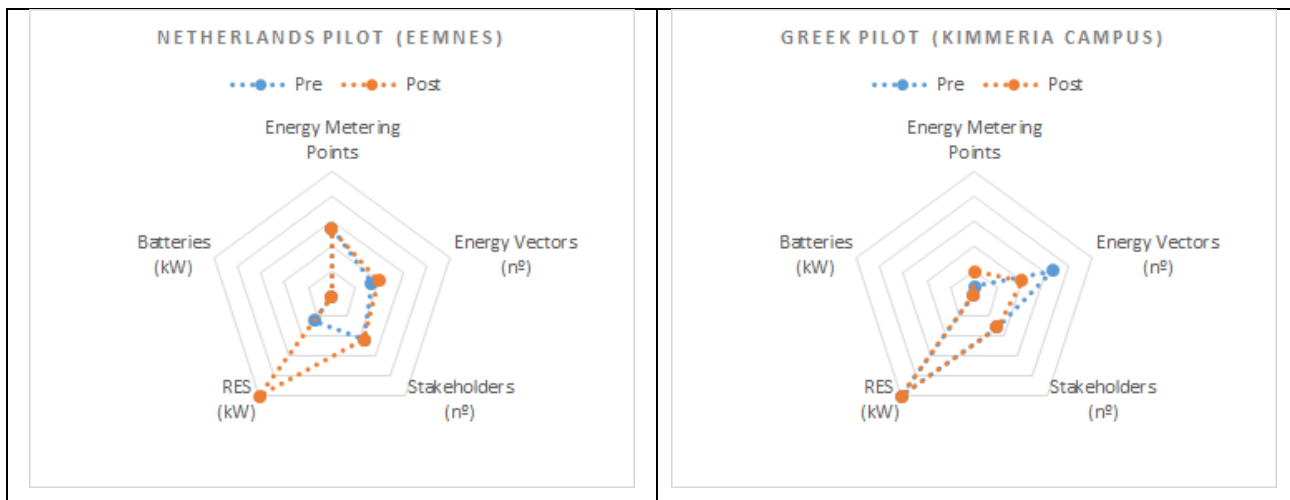 NETHERLANDS PILOT (EEMNES)
Pre Post
Energy Metering
Points
Batteries
(kW)
Energy Vectors
(nº)
RES
(kW)
Stakeholders
(nº)
GREEK PILOT (KIMMERIA CAMPUS)
Pre Post
Energy Metering
Points
Batteries
(kW)
Energy Vectors
(nº)
RES
(kW)
Stakeholders
(nº)